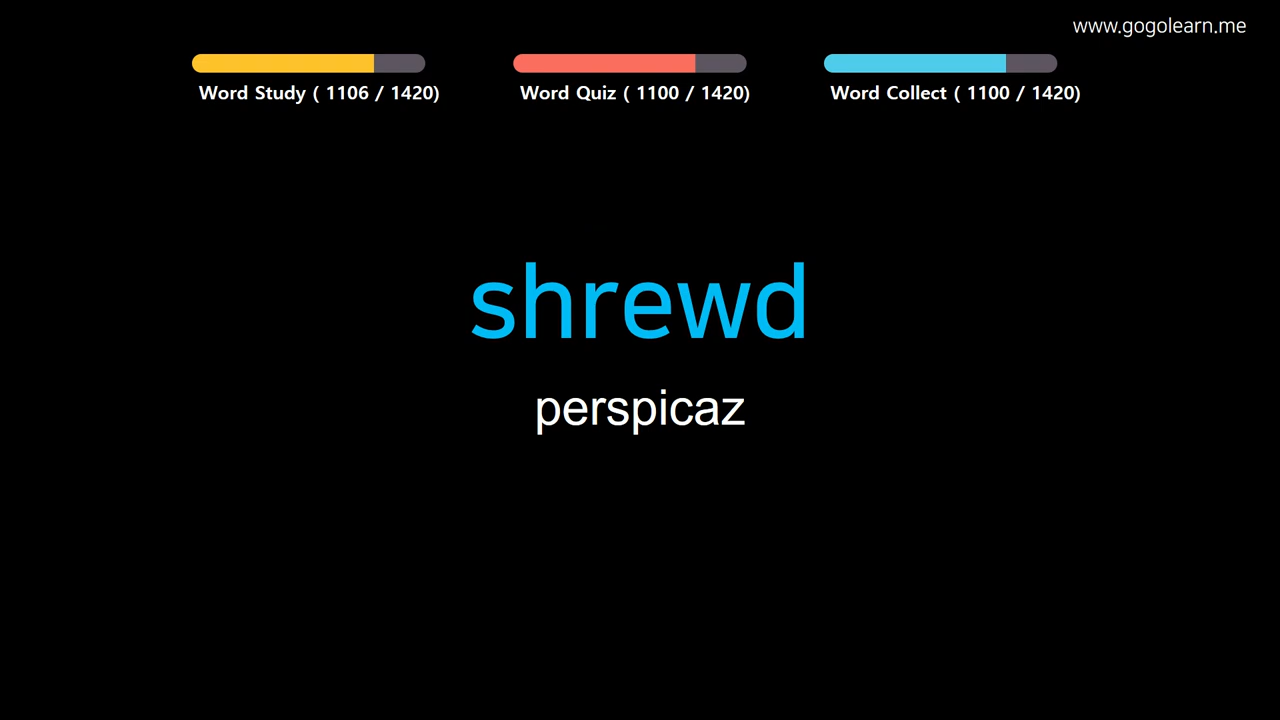 www.gogolearn.me
Word Study ( 1106 / 1420)
Word Quiz ( 1100 / 1420)
Word Collect ( 1100 / 1420)
shrewd
perspicaz